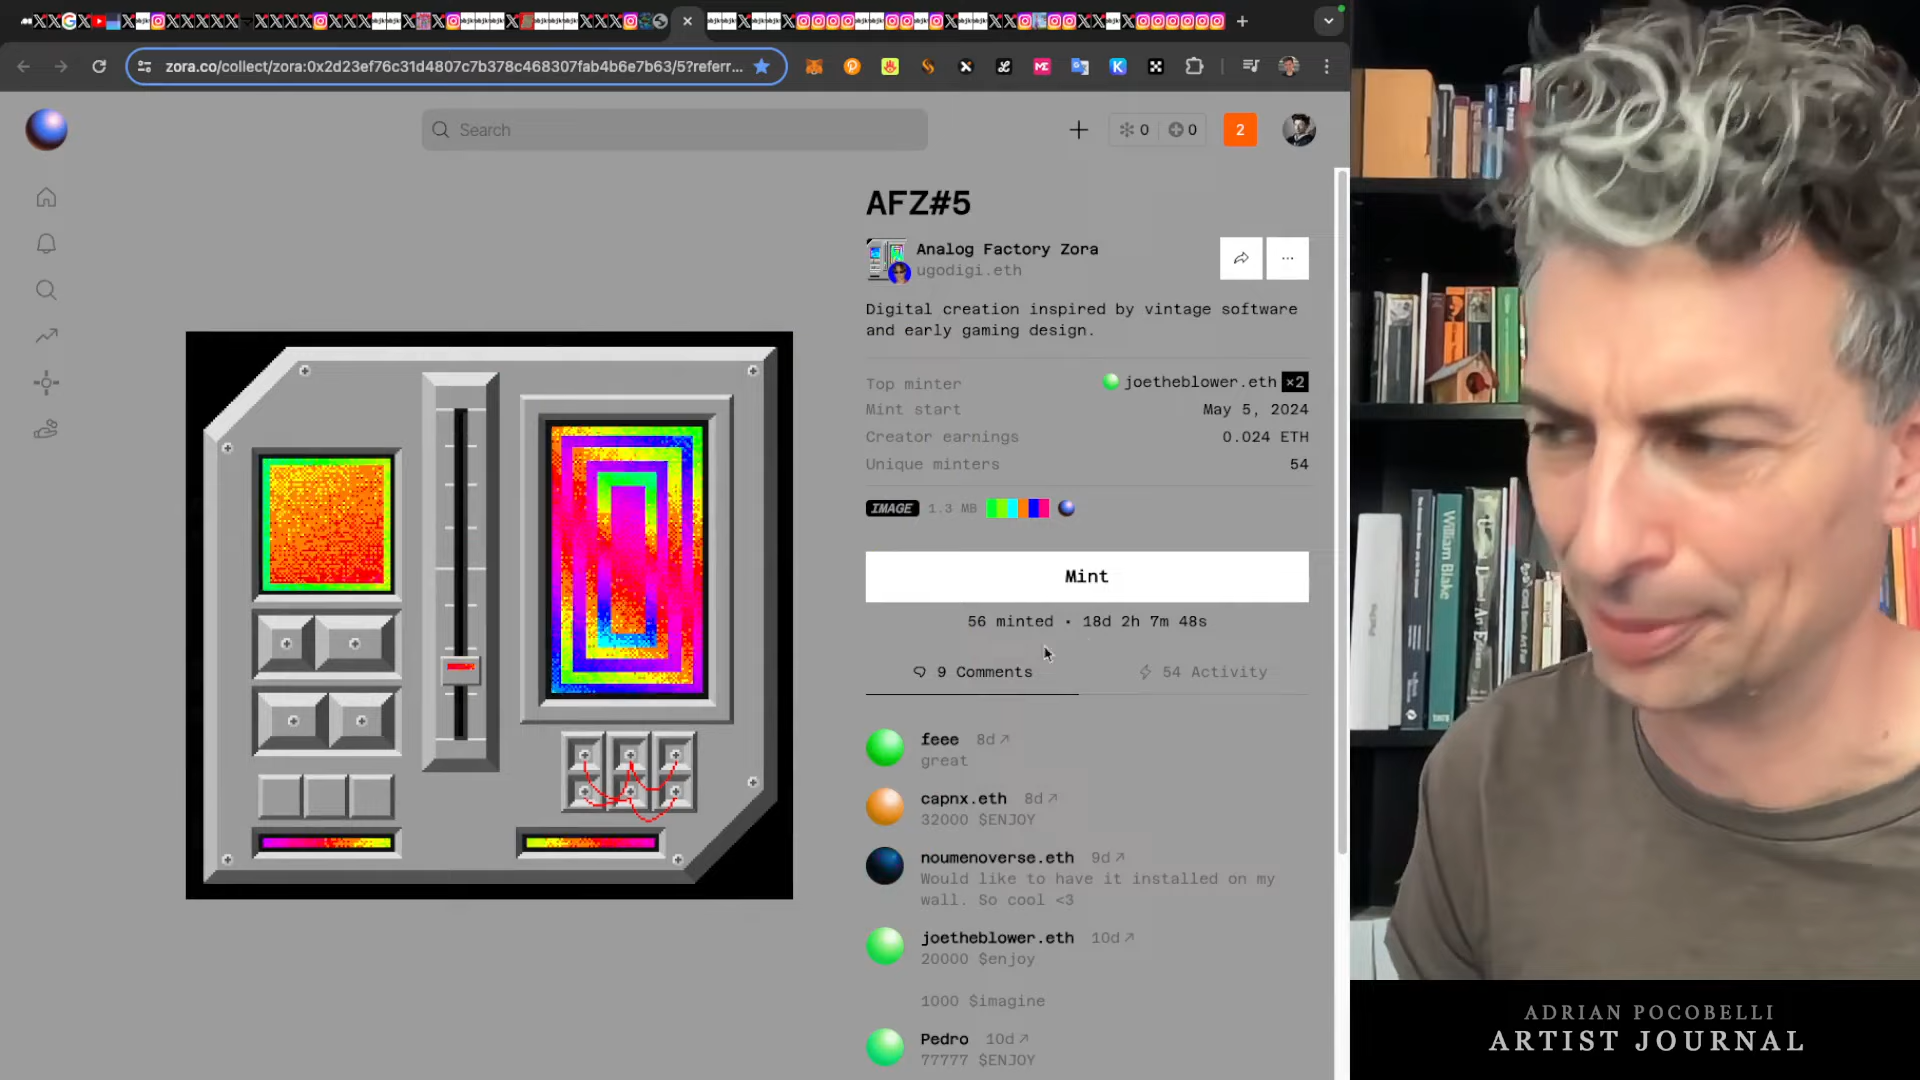 zora.co/collect/zora:0x2d23ef76c31d4807c7b378c468307fab4b6e7b63/5?referr...
Search
0
0
2
AFZ#5
Analog Factory Zora
ugodigi.eth
Digital creation inspired by vintage software
and early gaming design.
Top minter joetheblower.eth ×2
Mint start May 5, 2024
Creator earnings 0.024 ETH
Unique minters 54
IMAGE 1.3 MB
Mint
56 minted • 18d 2h 7m 48s
9 Comments 54 Activity
feee 8d↗
great
capnx.eth 8d↗
32000 $ENJOY
noumenoverse.eth 9d↗
Would like to have it installed on my
wall. So cool <3
joetheblower.eth 10d↗
20000 $enjoy
1000 $imagine
Pedro 10d↗
77777 $ENJOY
William Blake
ADRIAN POCOBELLI
ARTIST JOURNAL